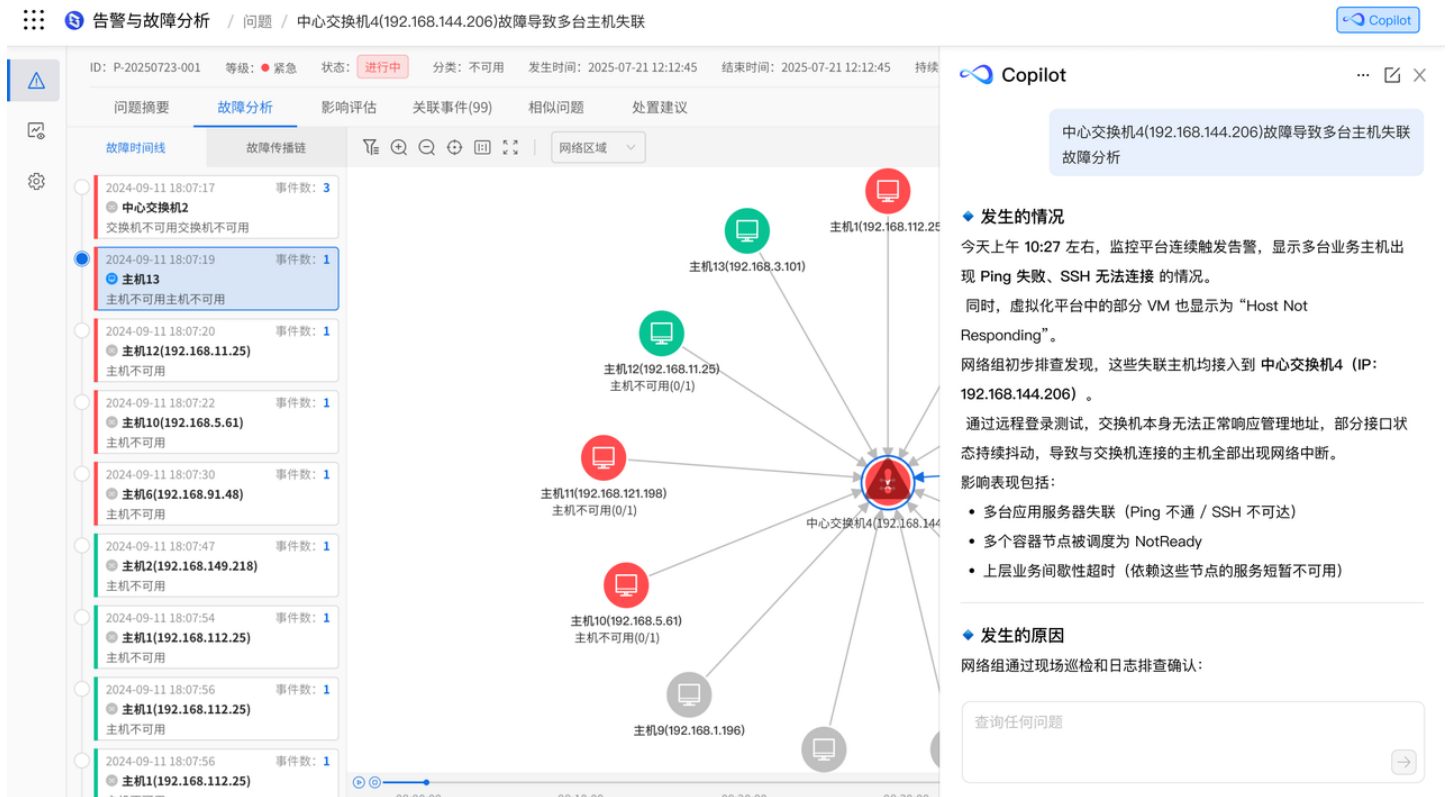 告警与故障分析 / 问题 / 中心交换机4(192.168.144.206)故障导致多台主机失联
Copilot
ID: P-20250723-001 等级: 紧急 状态: 进行中 分类: 不可用 发生时间: 2025-07-21 12:12:45 结束时间: 2025-07-21 12:12:45 持续
问题摘要 故障分析 影响评估 关联事件(99) 相似问题 处置建议
故障时间线 故障传播链
网络区域
2024-09-11 18:07:17 事件数: 3
中心交换机2
交换机不可用交换机不可用
2024-09-11 18:07:19 事件数: 1
主机13
主机不可用主机不可用
2024-09-11 18:07:20 事件数: 1
主机12(192.168.11.25)
主机不可用
2024-09-11 18:07:22 事件数: 1
主机10(192.168.5.61)
主机不可用
2024-09-11 18:07:30 事件数: 1
主机6(192.168.91.48)
主机不可用
2024-09-11 18:07:47 事件数: 1
主机2(192.168.149.218)
主机不可用
2024-09-11 18:07:54 事件数: 1
主机1(192.168.112.25)
主机不可用
2024-09-11 18:07:56 事件数: 1
主机1(192.168.112.25)
主机不可用
2024-09-11 18:07:56 事件数: 1
主机1(192.168.112.25)
主机1(192.168.112.25
主机13(192.168.3.101)
主机12(192.168.11.25)
主机不可用(0/1)
主机11(192.168.121.198)
主机不可用(0/1)
中心交换机4(192.168.144
主机10(192.168.5.61)
主机不可用(0/1)
主机9(192.168.1.196)
Copilot
中心交换机4(192.168.144.206)故障导致多台主机失联
故障分析
发生的情况
今天上午 10:27 左右，监控平台连续触发告警，显示多台业务主机出
现 Ping 失败、SSH 无法连接 的情况。
同时，虚拟化平台中的部分 VM 也显示为 “Host Not
Responding”。
网络组初步排查发现，这些失联主机均接入到 中心交换机4（IP:
192.168.144.206）。
通过远程登录测试，交换机本身无法正常响应管理地址，部分接口状
态持续抖动，导致与交换机连接的主机全部出现网络中断。
影响表现包括：
• 多台应用服务器失联（Ping 不通 / SSH 不可达）
• 多个容器节点被调度为 NotReady
• 上层业务间歇性超时（依赖这些节点的服务短暂不可用）
发生的原因
网络组通过现场巡检和日志排查确认：
查询任何问题